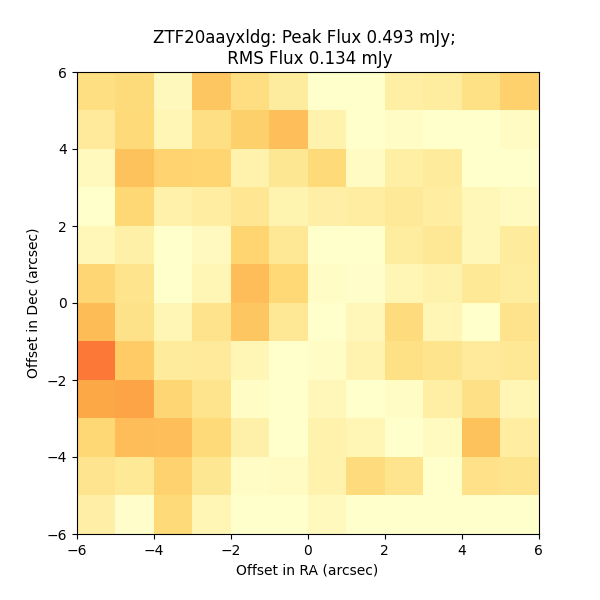 ZTF20aayxldg: Peak Flux 0.493 mJy;
RMS Flux 0.134 mJy
6
4
2
0
−2
−4
−6
Offset in Dec (arcsec)
−6 −4 −2 0 2 4 6
Offset in RA (arcsec)